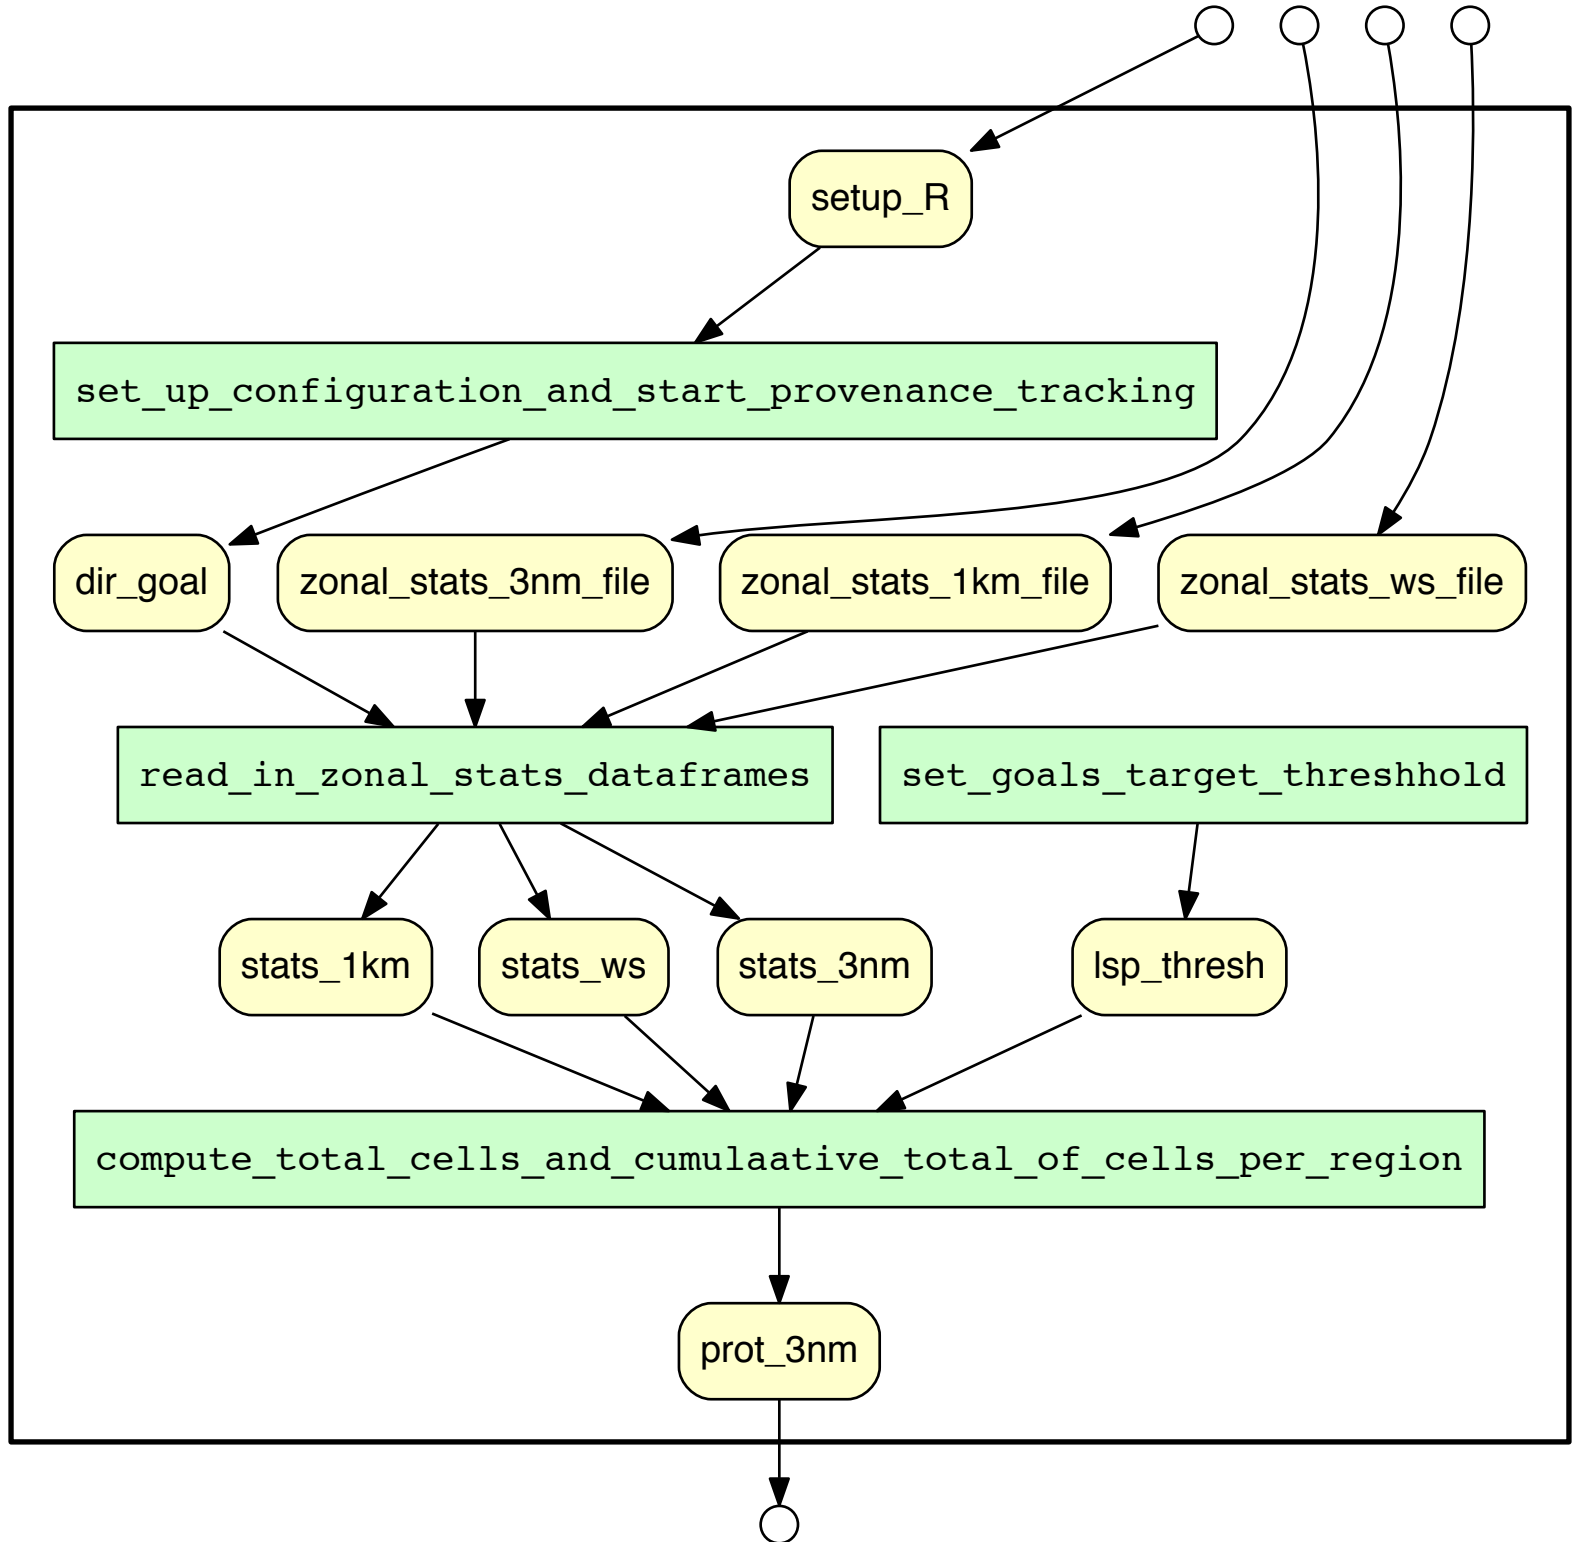 setup_R
set_up_configuration_and_start_provenance_tracking
dir_goal
zonal_stats_3nm_file
zonal_stats_1km_file
zonal_stats_ws_file
read_in_zonal_stats_dataframes
set_goals_target_threshhold
stats_1km
stats_ws
stats_3nm
lsp_thresh
compute_total_cells_and_cumulaative_total_of_cells_per_region
prot_3nm